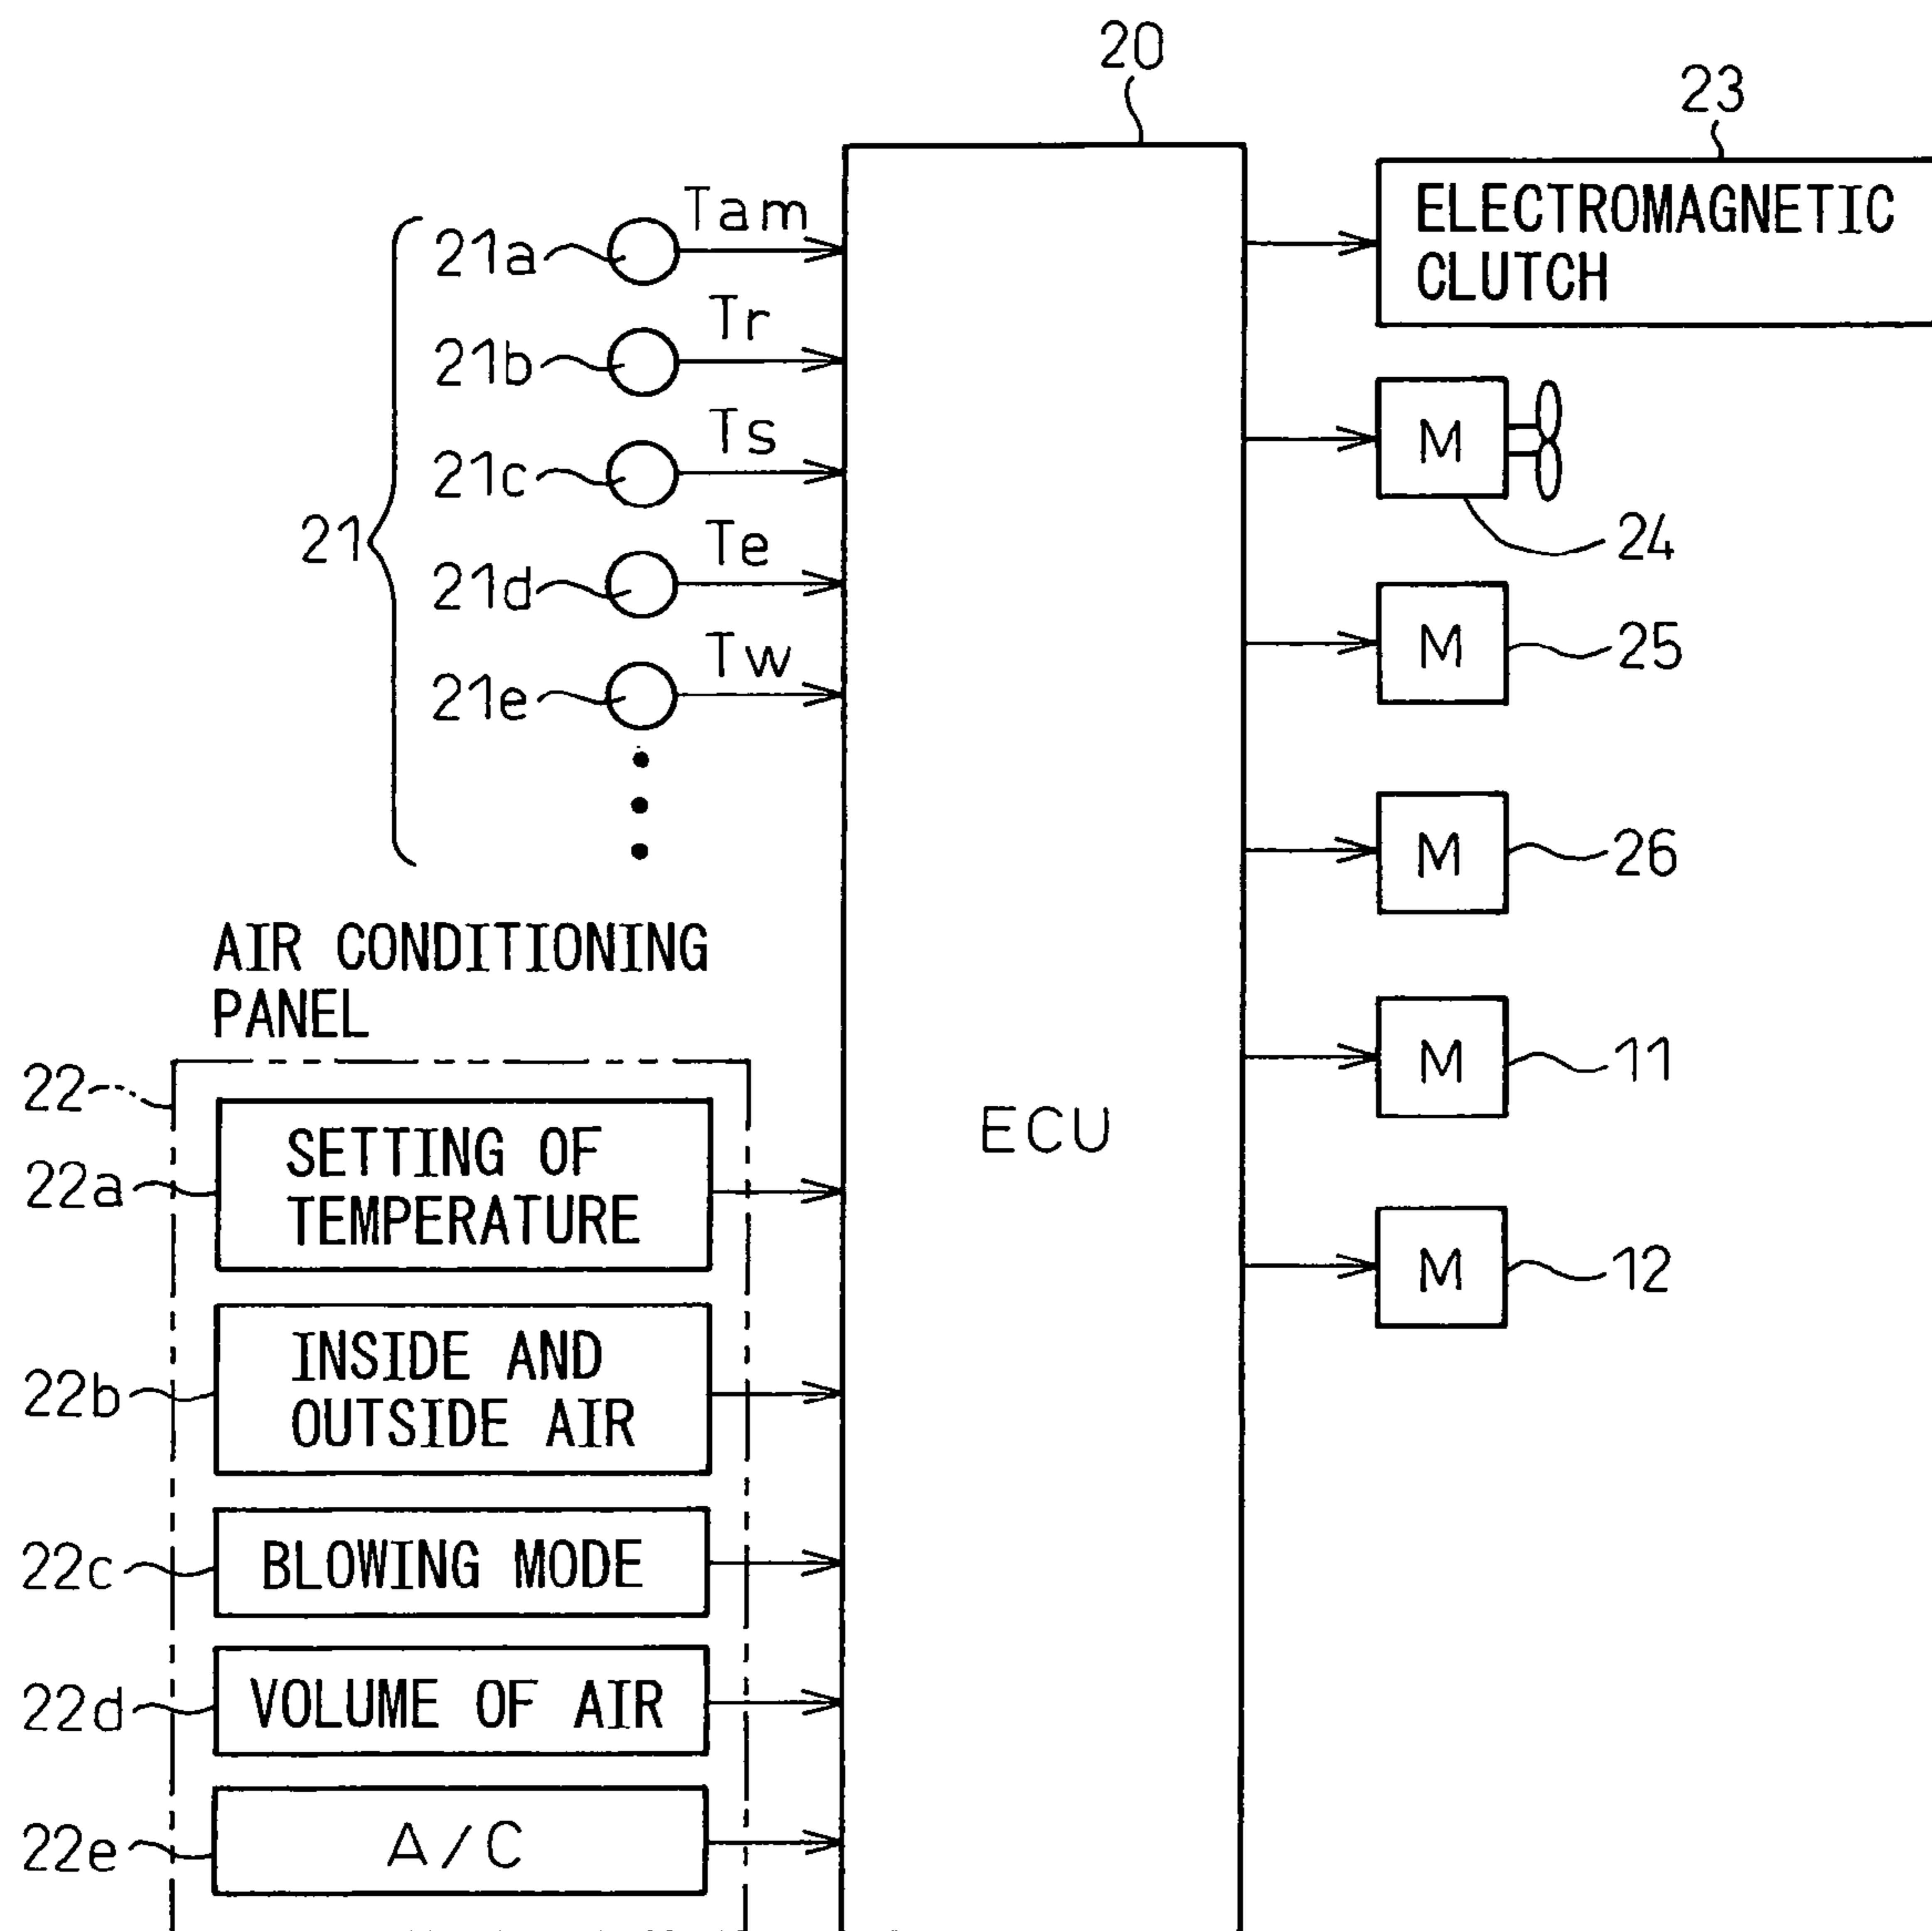 20
23
ELECTROMAGNETIC
CLUTCH
21
21a
Tam
21b
Tr
21c
Ts
21d
Te
21e
Tw
M
24
M
25
M
26
M
11
M
12
ECU
AIR CONDITIONING
PANEL
22
22a
SETTING OF
TEMPERATURE
22b
INSIDE AND
OUTSIDE AIR
22c
BLOWING MODE
22d
VOLUME OF AIR
22e
A/C